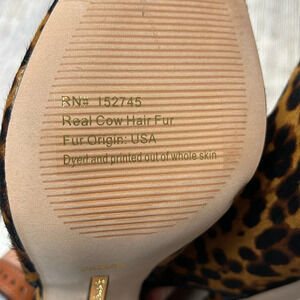 RN# 152745
Real Cow Hair Fur
Fur Origin: USA
Dyed and printed out of whole skin